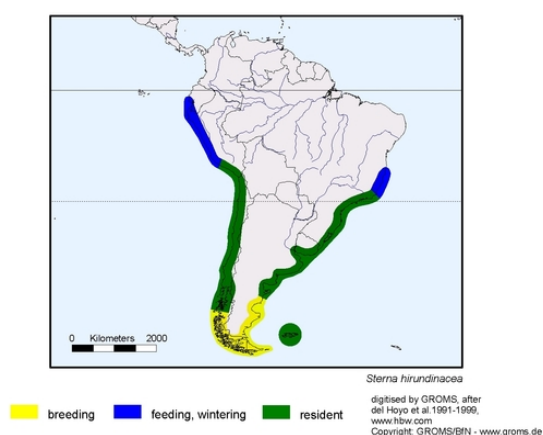 0 Kilometers 2000
Sterna hirundinacea
breeding feeding, wintering resident
digitised by GROMS, after
del Hoyo et al.1991-1999,
www.hbw.com
Copyright: GROMS/BfN - www.groms.de